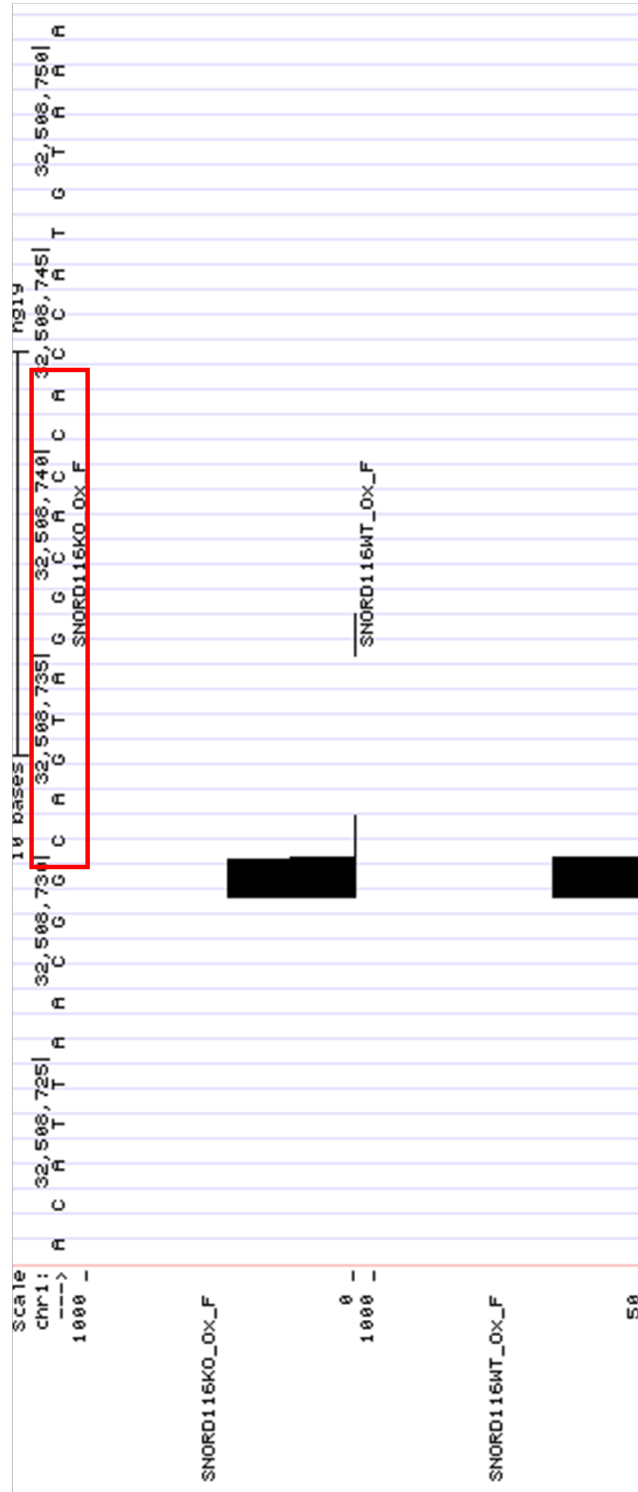 Scale 10 bases| hg19
chr1: 32,508,725| 32,508,730| 32,508,735| 32,508,740| 32,508,745| 32,508,750|
---> A C A T T A A C G G C A G T A G G C A C C A C C A T G T A A A
SNORD116KO_Ox_F
1000 _
SNORD116KO_Ox_F
0 _
SNORD116WT_Ox_F
1000 _
SNORD116WT_Ox_F
50